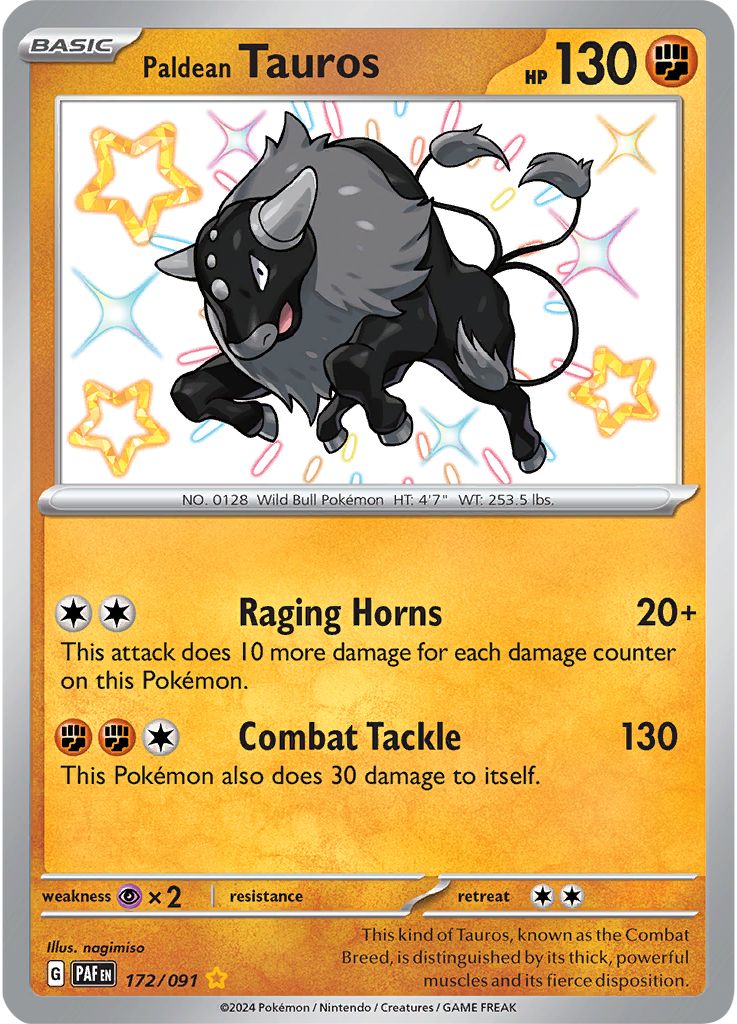 BASIC
Paldean Tauros HP 130
NO. 0128 Wild Bull Pokémon HT: 4'7" WT: 253.5 lbs.
Raging Horns 20+
This attack does 10 more damage for each damage counter
on this Pokémon.
Combat Tackle 130
This Pokémon also does 30 damage to itself.
weakness ×2 resistance retreat
Illus. nagimiso
This kind of Tauros, known as the Combat
Breed, is distinguished by its thick, powerful
muscles and its fierce disposition.
G PAF EN 172/091
©2024 Pokémon / Nintendo / Creatures / GAME FREAK